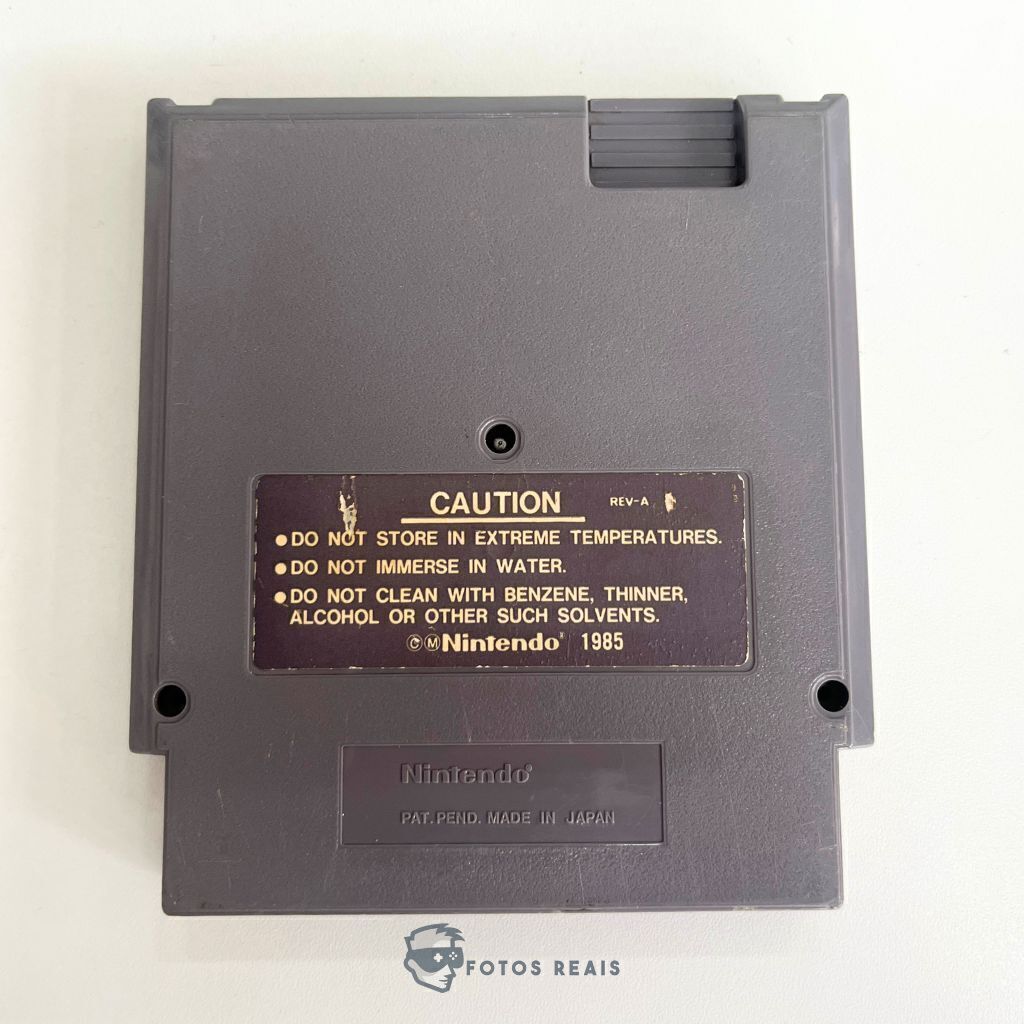 CAUTION REV-A
●DO NOT STORE IN EXTREME TEMPERATURES.
●DO NOT IMMERSE IN WATER.
●DO NOT CLEAN WITH BENZENE, THINNER,
ALCOHOL OR OTHER SUCH SOLVENTS.
©ⓂNintendo® 1985
Nintendo®
PAT. PEND. MADE IN JAPAN
FOTOS REAIS